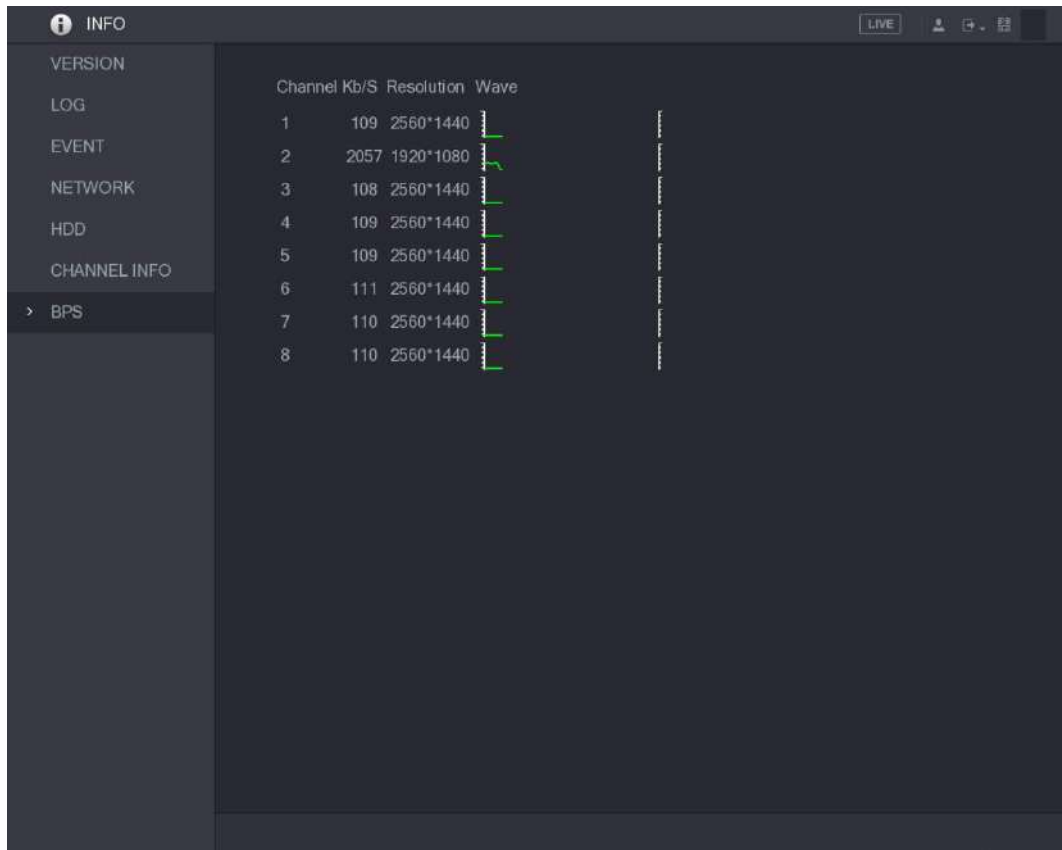 INFO
LIVE
VERSION
LOG
EVENT
NETWORK
HDD
CHANNEL INFO
> BPS
Channel Kb/S Resolution Wave
1 109 2560*1440
2 2057 1920*1080
3 108 2560*1440
4 109 2560*1440
5 109 2560*1440
6 111 2560*1440
7 110 2560*1440
8 110 2560*1440